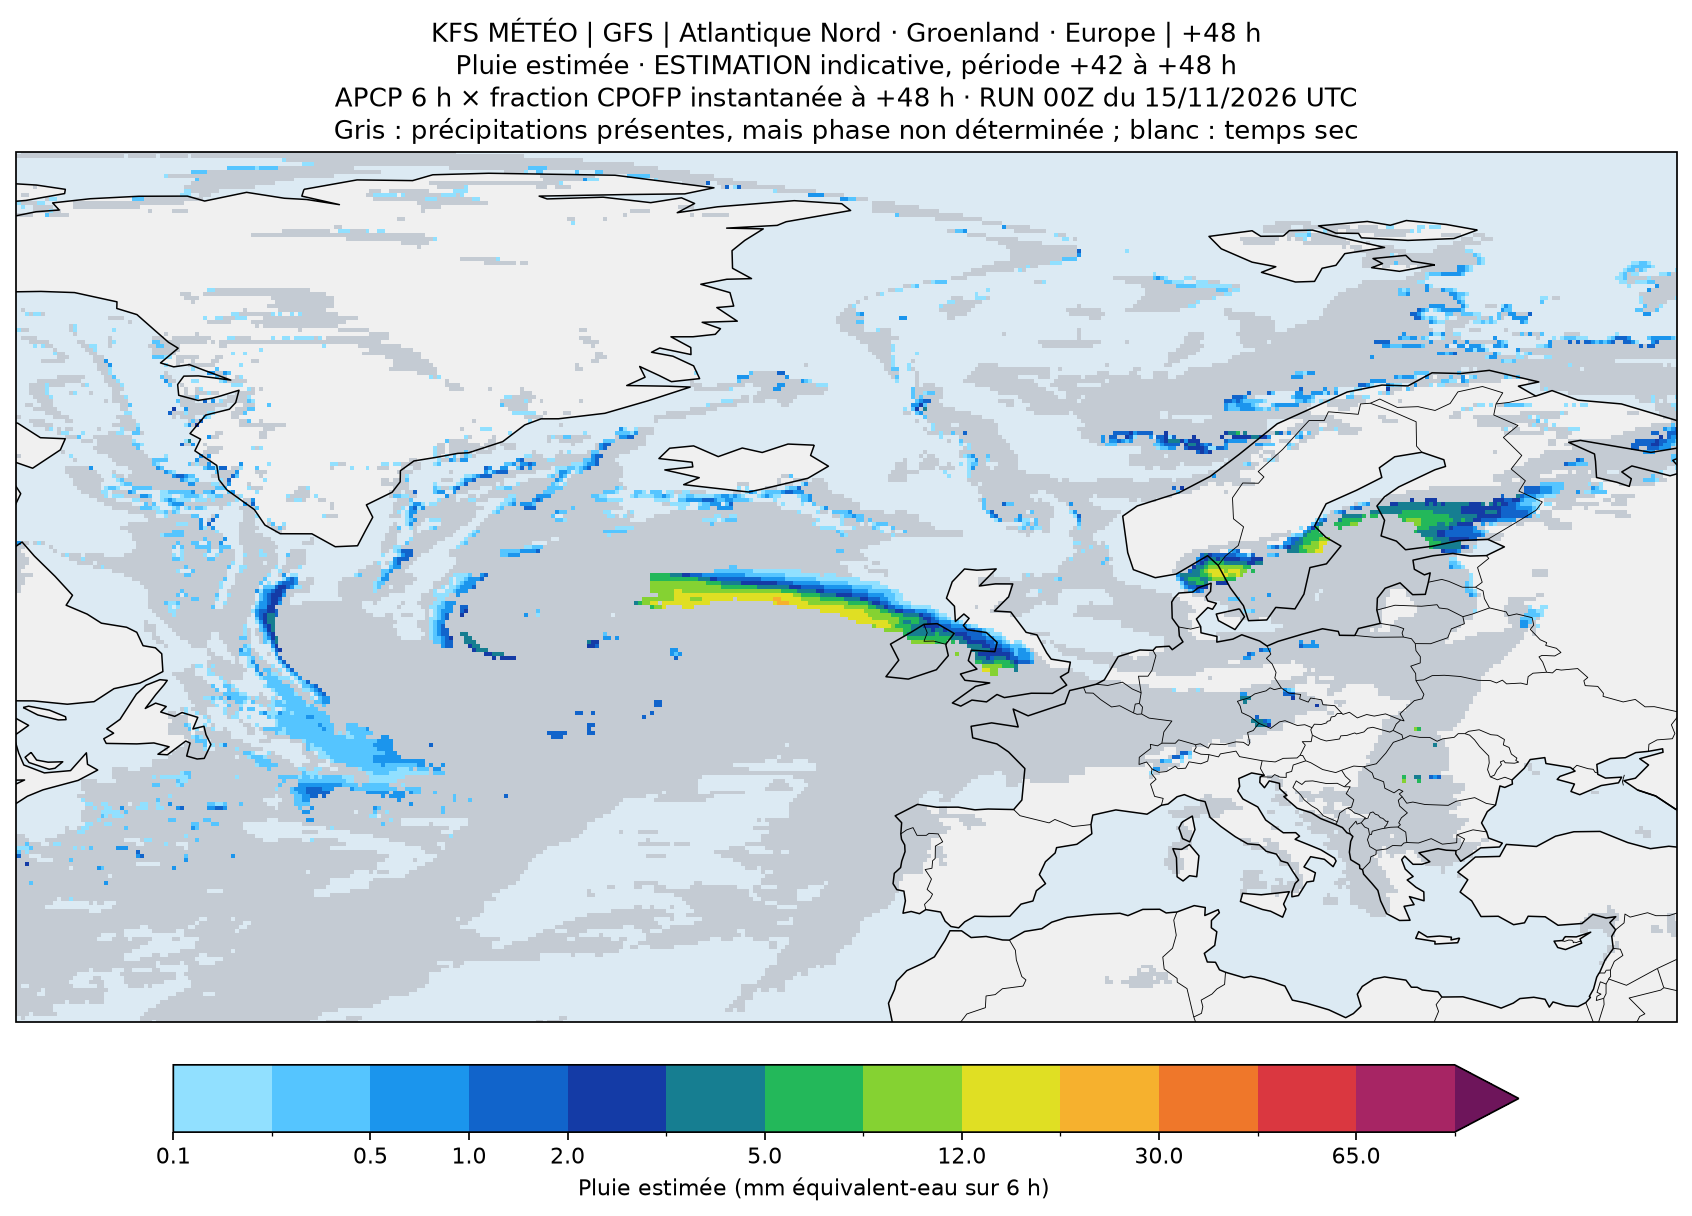 KFS MÉTÉO | GFS | Atlantique Nord · Groenland · Europe | +48 h
Pluie estimée · ESTIMATION indicative, période +42 à +48 h
APCP 6 h × fraction CPOFP instantanée à +48 h · RUN 00Z du 15/11/2026 UTC
Gris : précipitations présentes, mais phase non déterminée ; blanc : temps sec
0.1 0.5 1.0 2.0 5.0 12.0 30.0 65.0
Pluie estimée (mm équivalent-eau sur 6 h)